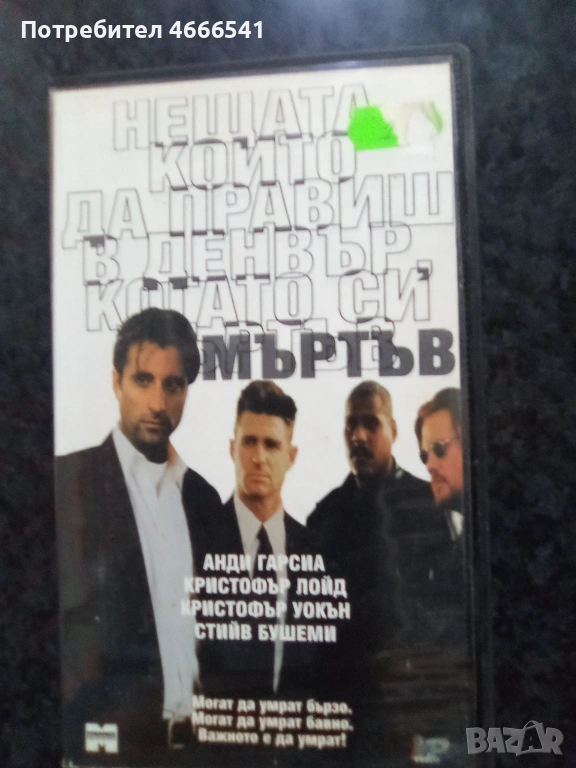 Потребител 4666541
НЕЩАТА
КОИТО
ДА ПРАВИШ
В ДЕНВЪР,
КОГАТО СИ
МЪРТЪВ
АНДИ ГАРСИА
КРИСТОФЪР ЛОЙД
КРИСТОФЪР УОКЪН
СТИЙВ БУШЕМИ
Могат да умрат бързо.
Могат да умрат бавно.
Важното е да умрат!
BAZAR